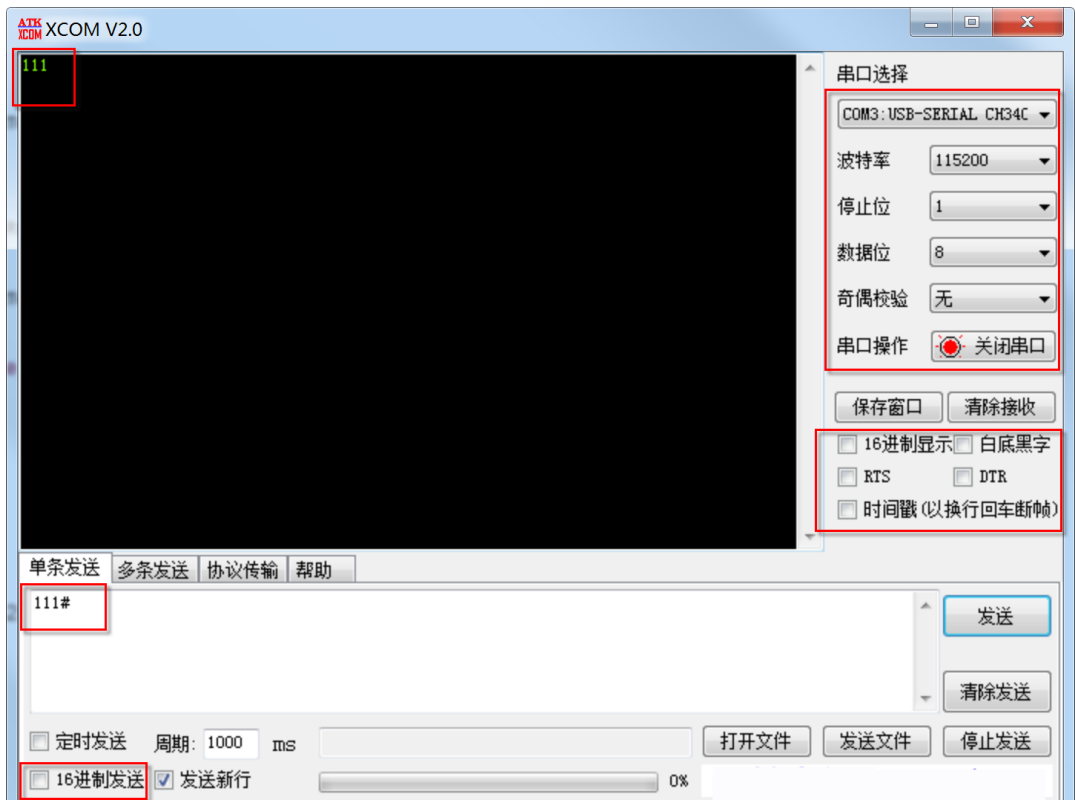 ATK XCOM XCOM V2.0
111
串口选择
COM3:USB-SERIAL CH34C
波特率 115200
停止位 1
数据位 8
奇偶校验 无
串口操作 关闭串口
保存窗口 清除接收
16进制显示 白底黑字
RTS DTR
时间戳(以换行回车断帧)
单条发送 多条发送 协议传输 帮助
111#
发送
清除发送
定时发送 周期: 1000 ms 打开文件 发送文件 停止发送
16进制发送 发送新行 0%